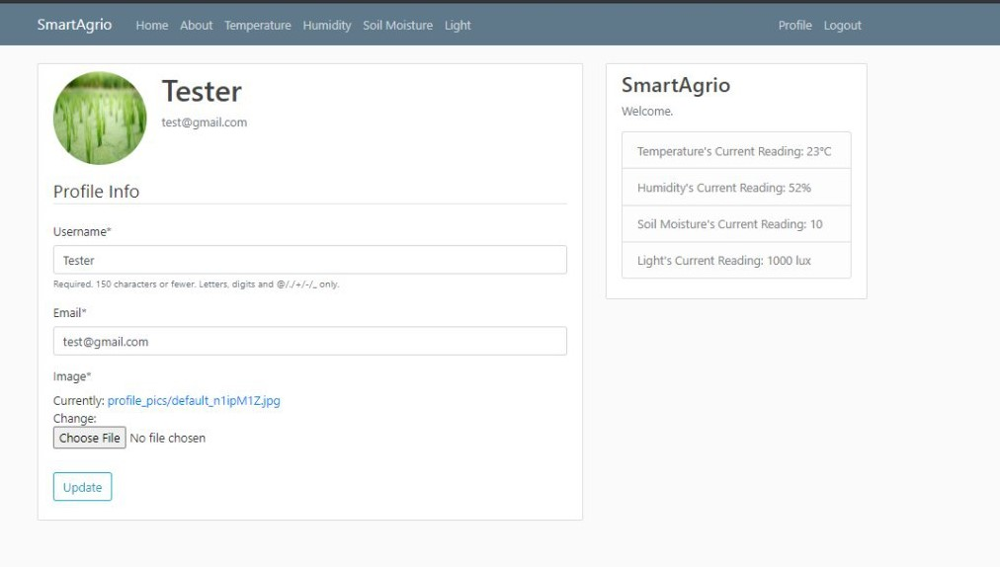 SmartAgrio Home About Temperature Humidity Soil Moisture Light Profile Logout
Tester
test@gmail.com
Profile Info
Username*
Tester
Required. 150 characters or fewer. Letters, digits and @/./+/-/_ only.
Email*
test@gmail.com
Image*
Currently: profile_pics/default_n1ipM1Z.jpg
Change:
Choose File No file chosen
Update
SmartAgrio
Welcome.
Temperature's Current Reading: 23°C
Humidity's Current Reading: 52%
Soil Moisture's Current Reading: 10
Light's Current Reading: 1000 lux